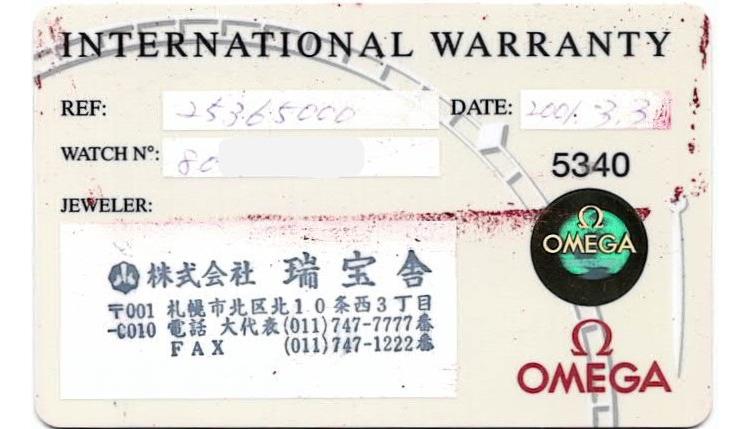 INTERNATIONAL WARRANTY
REF: 25365000 DATE: 2001. 3.3
WATCH Nº: 80
5340
JEWELER:
Ω
OMEGA
株式会社 瑞宝舎
〒001 札幌市北区北10条西3丁目
-0010 電話 大代表(011)747-7777番
FAX (011)747-1222番
Ω
OMEGA